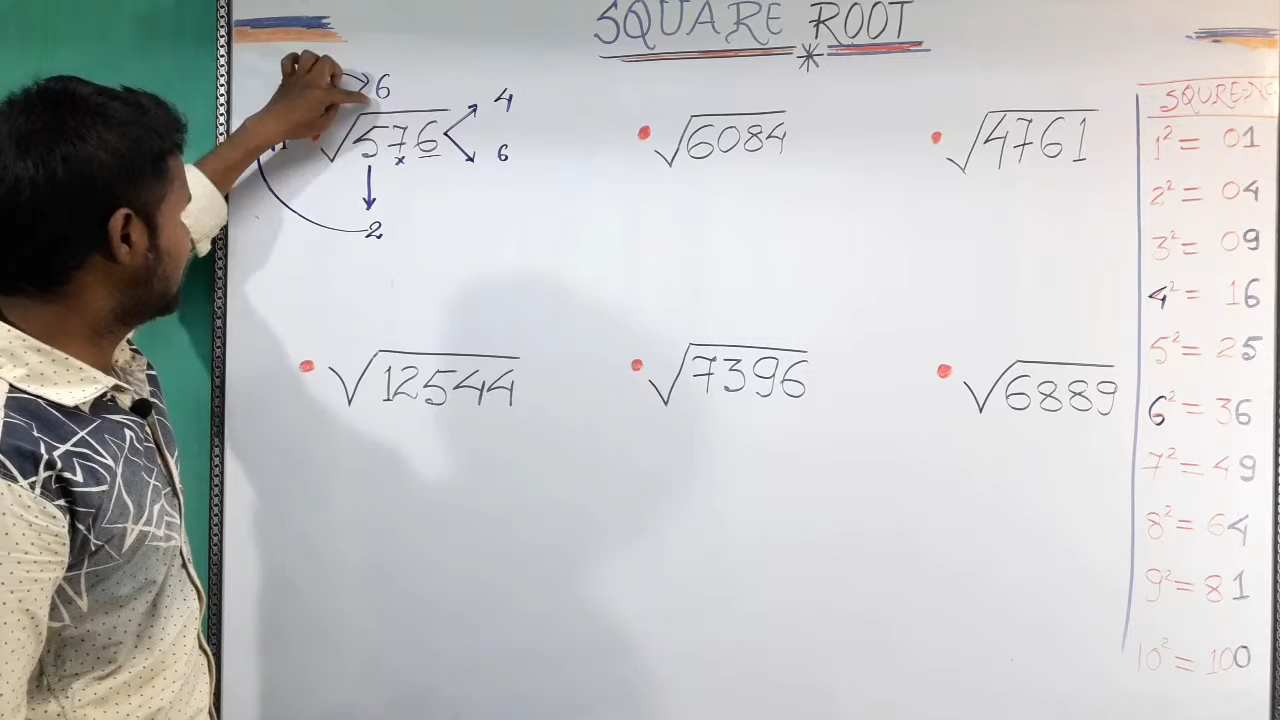 SQUARE ROOT
6
√576
4
6
2
√6084
√4761
√12544
√7396
√6889
1² = 01
2² = 04
3² = 09
4² = 16
5² = 25
6² = 36
7² = 49
8² = 64
9² = 81
10² = 100